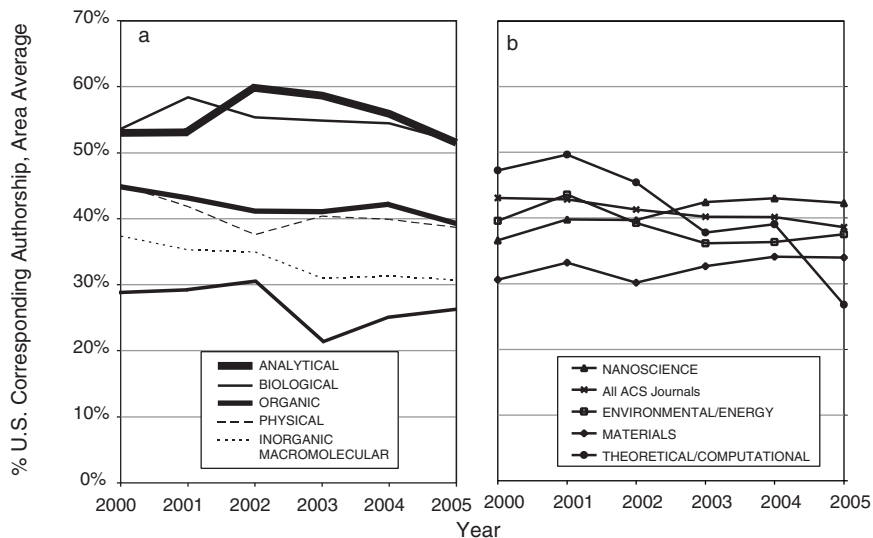 % U.S. Corresponding Authorship, Area Average
70%
60%
50%
40%
30%
20%
10%
0%
a
ANALYTICAL
BIOLOGICAL
ORGANIC
PHYSICAL
INORGANIC
MACROMOLECULAR
2000 2001 2002 2003 2004 2005
b
NANOSCIENCE
All ACS Journals
ENVIRONMENTAL/ENERGY
MATERIALS
THEORETICAL/COMPUTATIONAL
2000 2001 2002 2003 2004 2005
Year